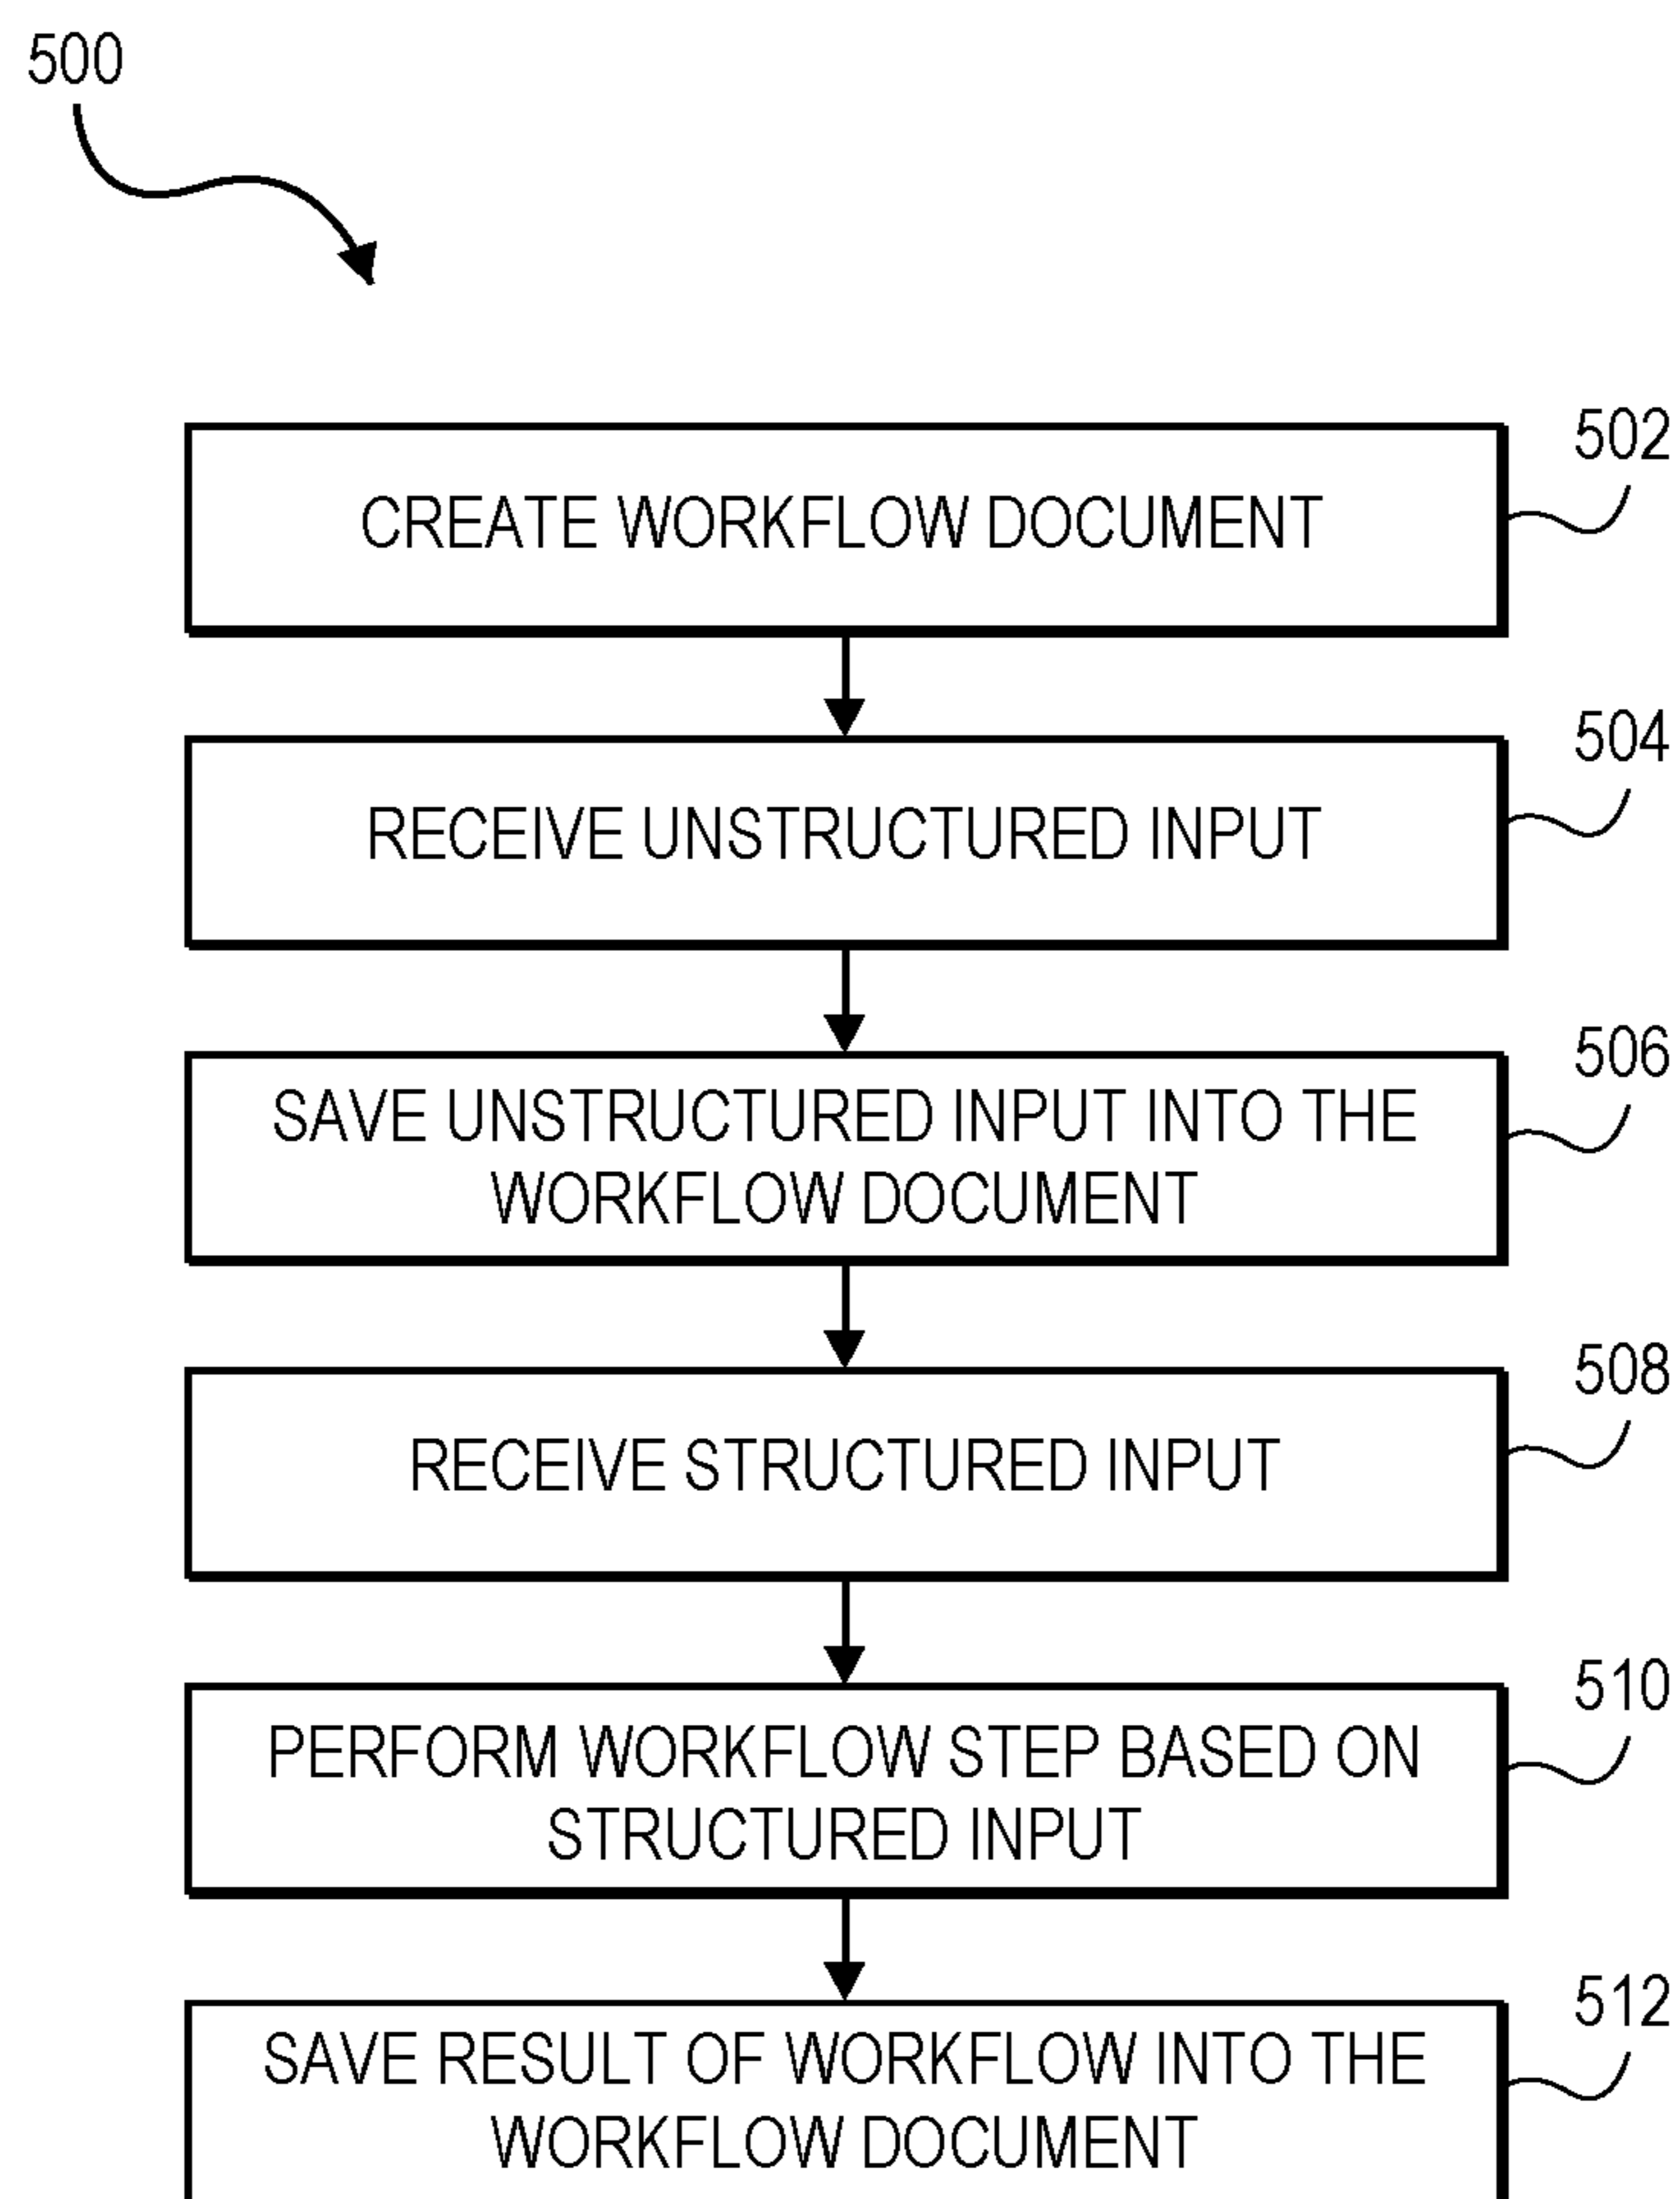 500
502
CREATE WORKFLOW DOCUMENT
504
RECEIVE UNSTRUCTURED INPUT
506
SAVE UNSTRUCTURED INPUT INTO THE
WORKFLOW DOCUMENT
508
RECEIVE STRUCTURED INPUT
510
PERFORM WORKFLOW STEP BASED ON
STRUCTURED INPUT
512
SAVE RESULT OF WORKFLOW INTO THE
WORKFLOW DOCUMENT